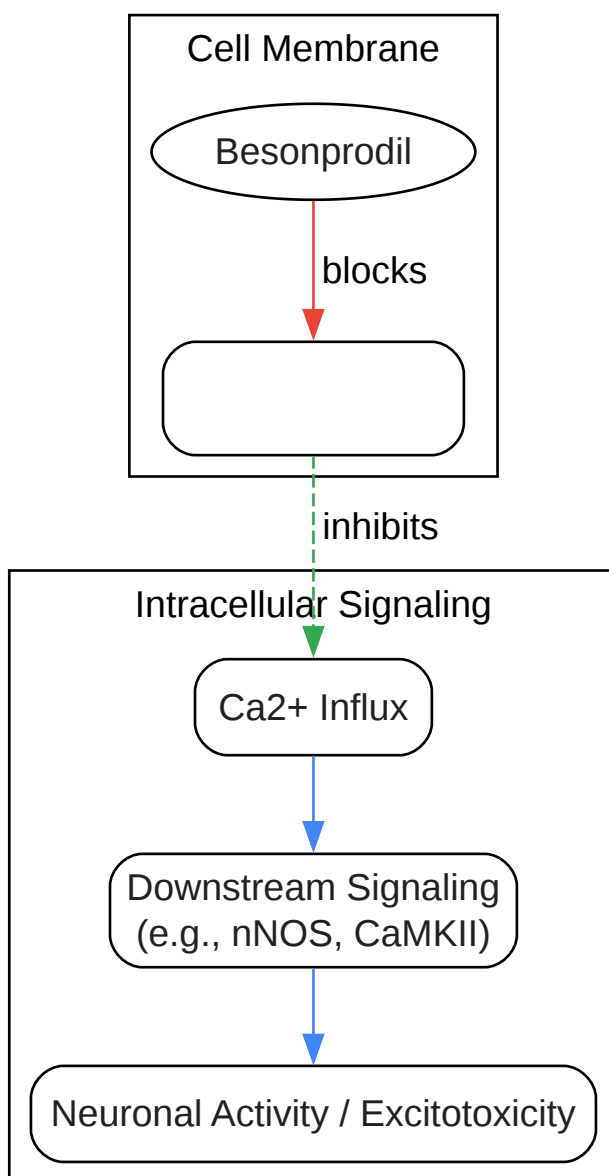 Cell Membrane
Besonprodil
blocks
inhibits
Intracellular Signaling
Ca2+ Influx
Downstream Signaling
(e.g., nNOS, CaMKII)
Neuronal Activity / Excitotoxicity